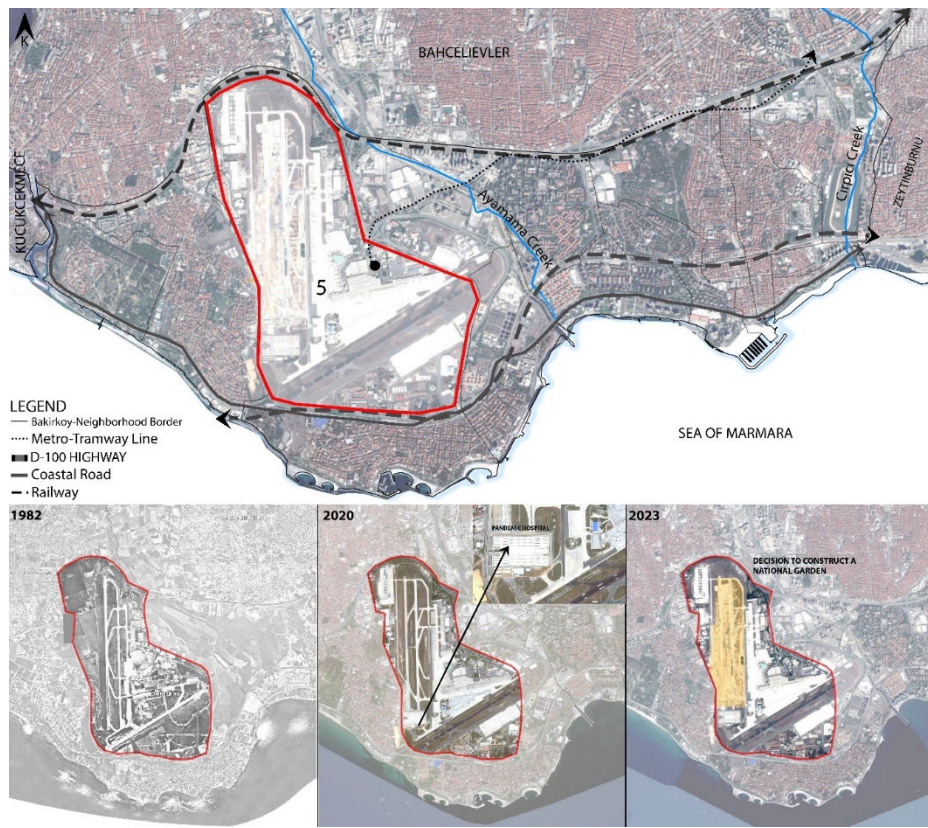 K
BAHCELIEVLER
KUCUKCEKMECE
Ayamama Creek
Cirpici Creek
ZEYTINBURNU
5
LEGEND
Bakirkoy-Neighborhood Border
Metro-Tramway Line
D-100 HIGHWAY
Coastal Road
Railway
SEA OF MARMARA
1982
2020
PANDEMIC HOSPITAL
2023
DECISION TO CONSTRUCT A
NATIONAL GARDEN